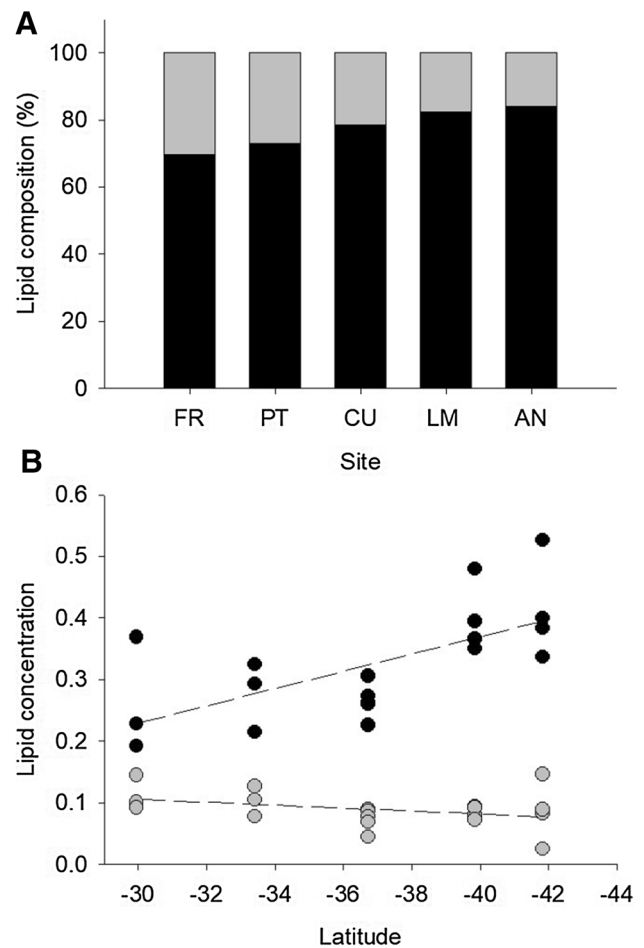 A
Lipid composition (%)
100
80
60
40
20
0
FR PT CU LM AN
Site
B
Lipid concentration
0.6
0.5
0.4
0.3
0.2
0.1
0.0
-30 -32 -34 -36 -38 -40 -42 -44
Latitude